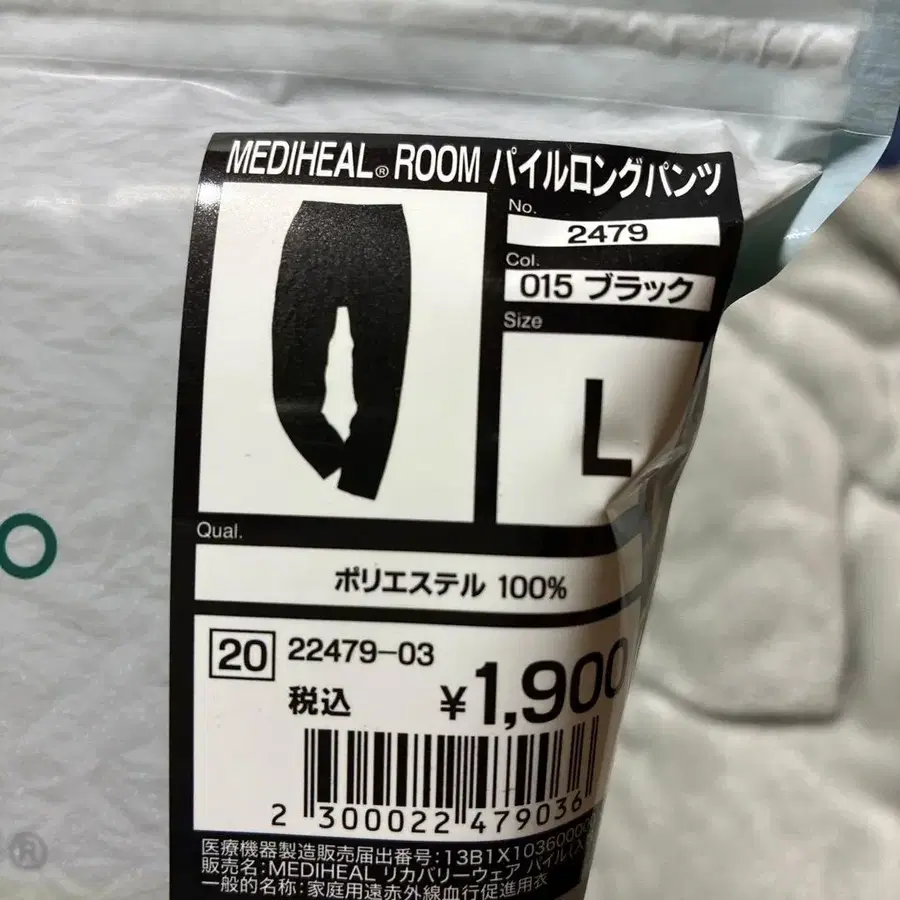 MEDIHEAL® ROOM パイルロングパンツ
No.
2479
Col.
015 ブラック
Size
L
Qual.
ポリエステル 100%
20 22479-03
税込 ¥1,900
2 300022 479036
医療機器製造販売届出番号:13B1X10360000
販売名:MEDIHEAL リカバリーウェア パイル(入
一般的名称:家庭用遠赤外線血行促進用衣
O
®